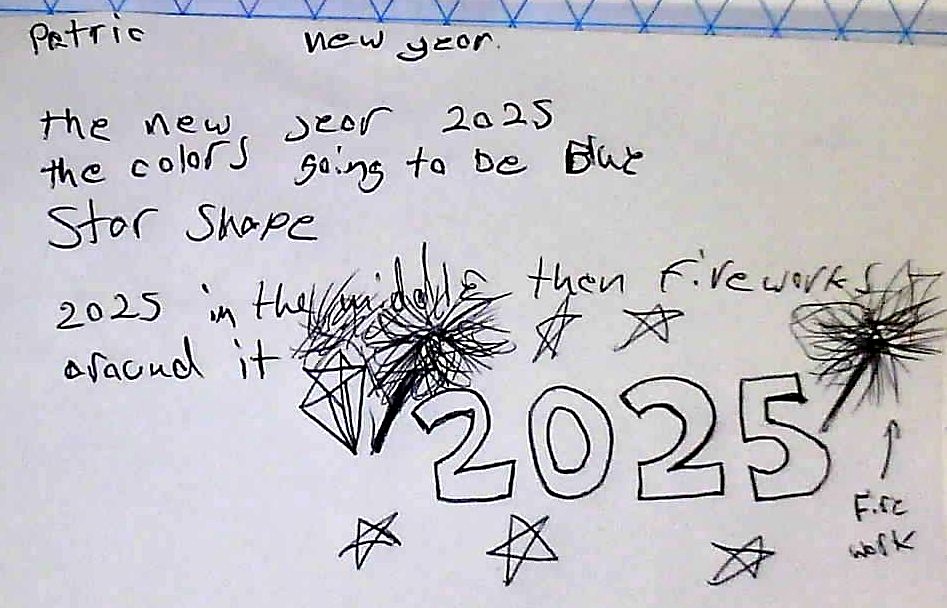 Patric new year.
the new year 2025
the colors going to be Blue
Star Shape
2025 in the middle then Fireworks
around it
2025
Fire
work